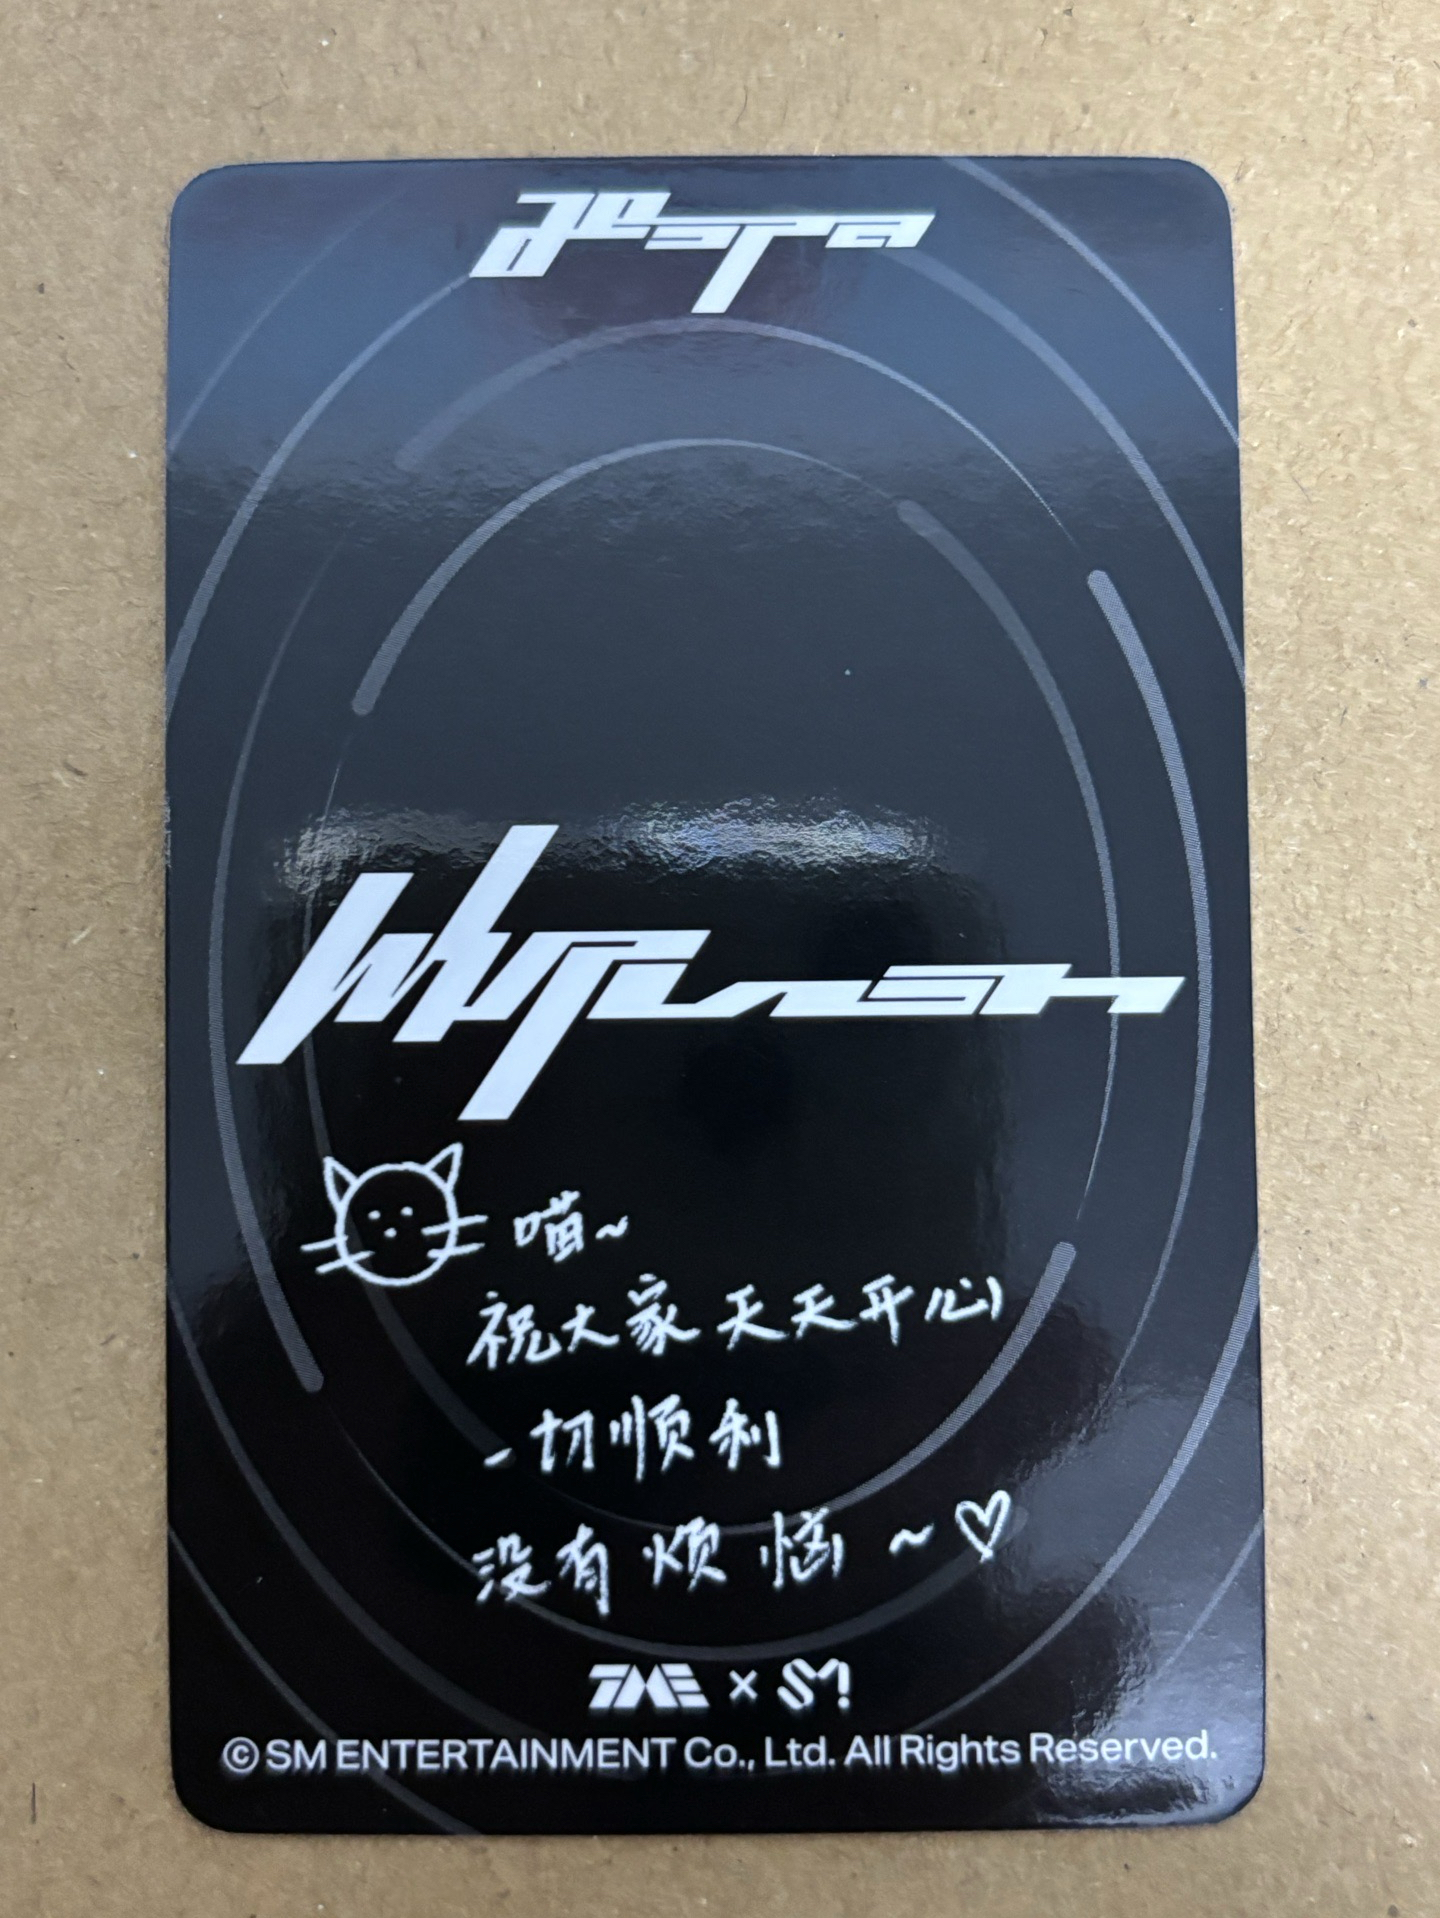 aespa
Whiplash
喵~
祝大家天天开心
一切顺利
没有烦恼~♡
TME × SM!
© SM ENTERTAINMENT Co., Ltd. All Rights Reserved.